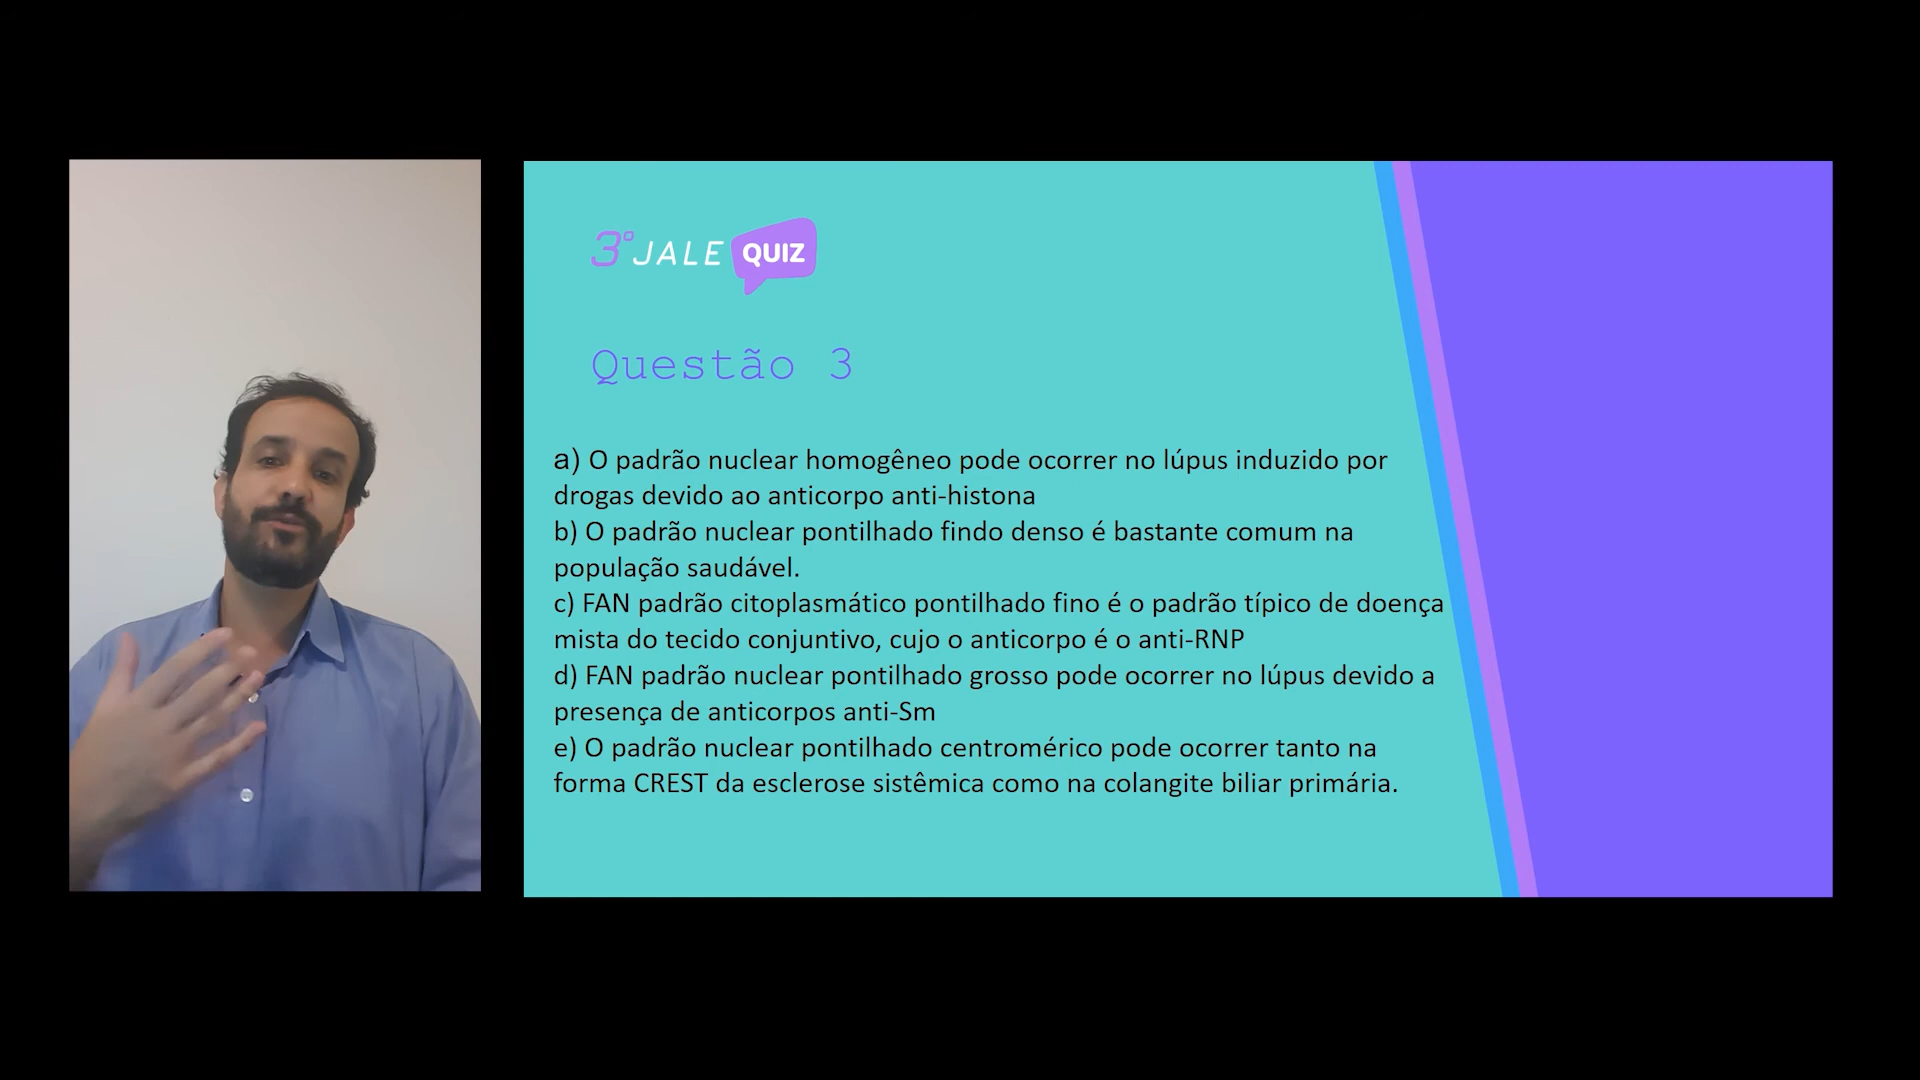 3º JALE QUIZ
Questão 3
a) O padrão nuclear homogêneo pode ocorrer no lúpus induzido por
drogas devido ao anticorpo anti-histona
b) O padrão nuclear pontilhado findo denso é bastante comum na
população saudável.
c) FAN padrão citoplasmático pontilhado fino é o padrão típico de doença
mista do tecido conjuntivo, cujo o anticorpo é o anti-RNP
d) FAN padrão nuclear pontilhado grosso pode ocorrer no lúpus devido a
presença de anticorpos anti-Sm
e) O padrão nuclear pontilhado centromérico pode ocorrer tanto na
forma CREST da esclerose sistêmica como na colangite biliar primária.